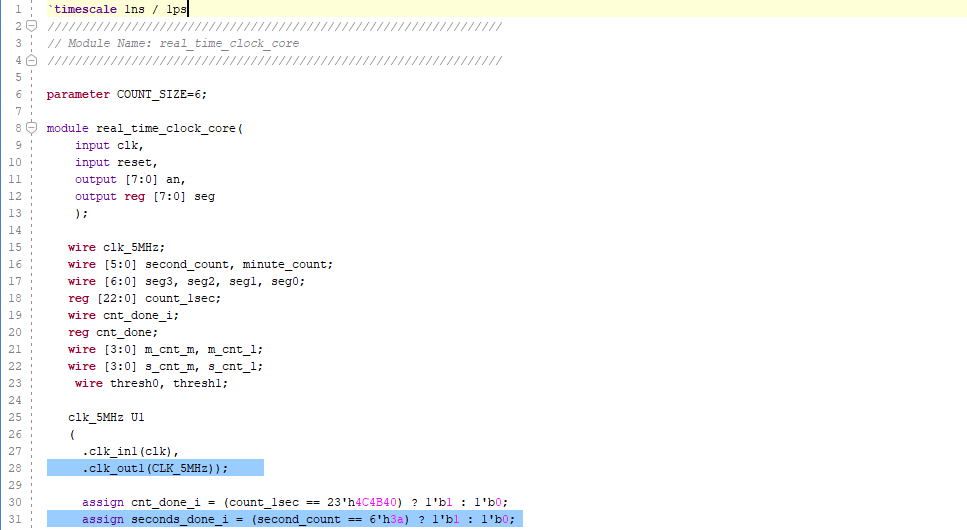 1 `timescale 1ns / 1ps
2 /////////////////////////////////////////////////////////////////
3 // Module Name: real_time_clock_core
4 /////////////////////////////////////////////////////////////////
5
6 parameter COUNT_SIZE=6;
7
8 module real_time_clock_core(
9 input clk,
10 input reset,
11 output [7:0] an,
12 output reg [7:0] seg
13 );
14
15 wire clk_5MHz;
16 wire [5:0] second_count, minute_count;
17 wire [6:0] seg3, seg2, seg1, seg0;
18 reg [22:0] count_1sec;
19 wire cnt_done_i;
20 reg cnt_done;
21 wire [3:0] m_cnt_m, m_cnt_l;
22 wire [3:0] s_cnt_m, s_cnt_l;
23 wire thresh0, thresh1;
24
25 clk_5MHz U1
26 (
27 .clk_in1(clk),
28 .clk_out1(CLK_5MHz));
29
30 assign cnt_done_i = (count_1sec == 23'h4C4B40) ? 1'b1 : 1'b0;
31 assign seconds_done_i = (second_count == 6'h3a) ? 1'b1 : 1'b0;